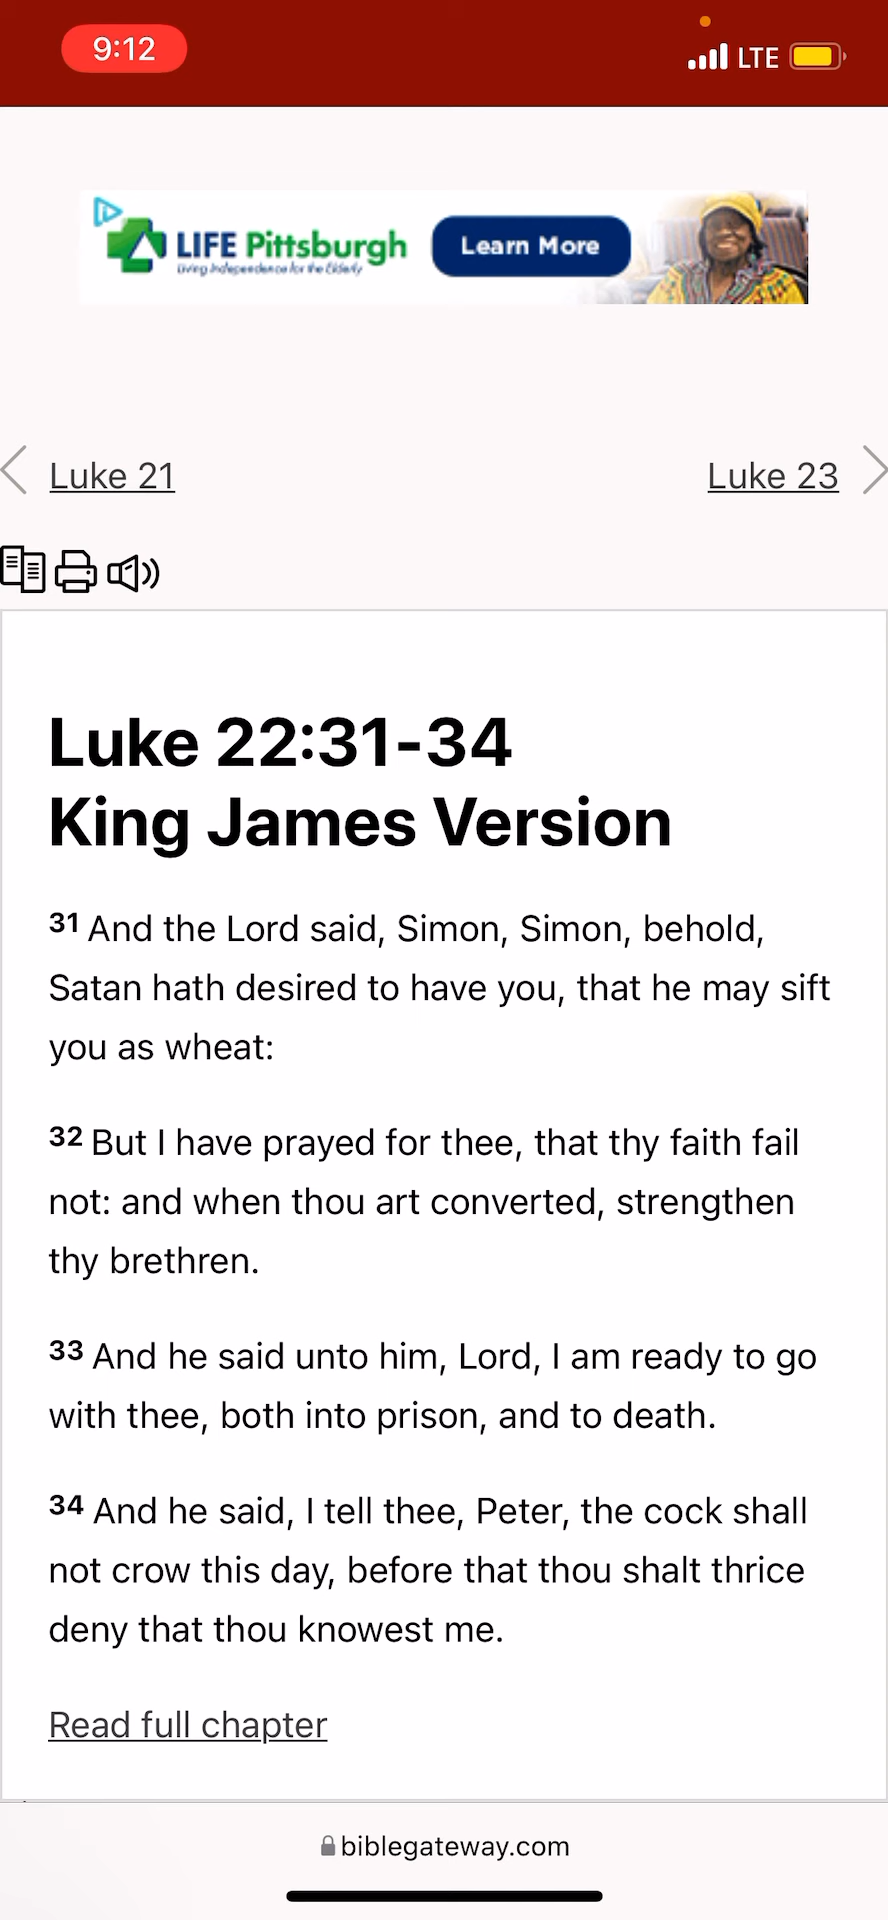 9:12
LTE
LIFE Pittsburgh
Living Independence for the Elderly
Learn More
Luke 21
Luke 23
Luke 22:31-34
King James Version
31 And the Lord said, Simon, Simon, behold,
Satan hath desired to have you, that he may sift
you as wheat:
32 But I have prayed for thee, that thy faith fail
not: and when thou art converted, strengthen
thy brethren.
33 And he said unto him, Lord, I am ready to go
with thee, both into prison, and to death.
34 And he said, I tell thee, Peter, the cock shall
not crow this day, before that thou shalt thrice
deny that thou knowest me.
Read full chapter
biblegateway.com